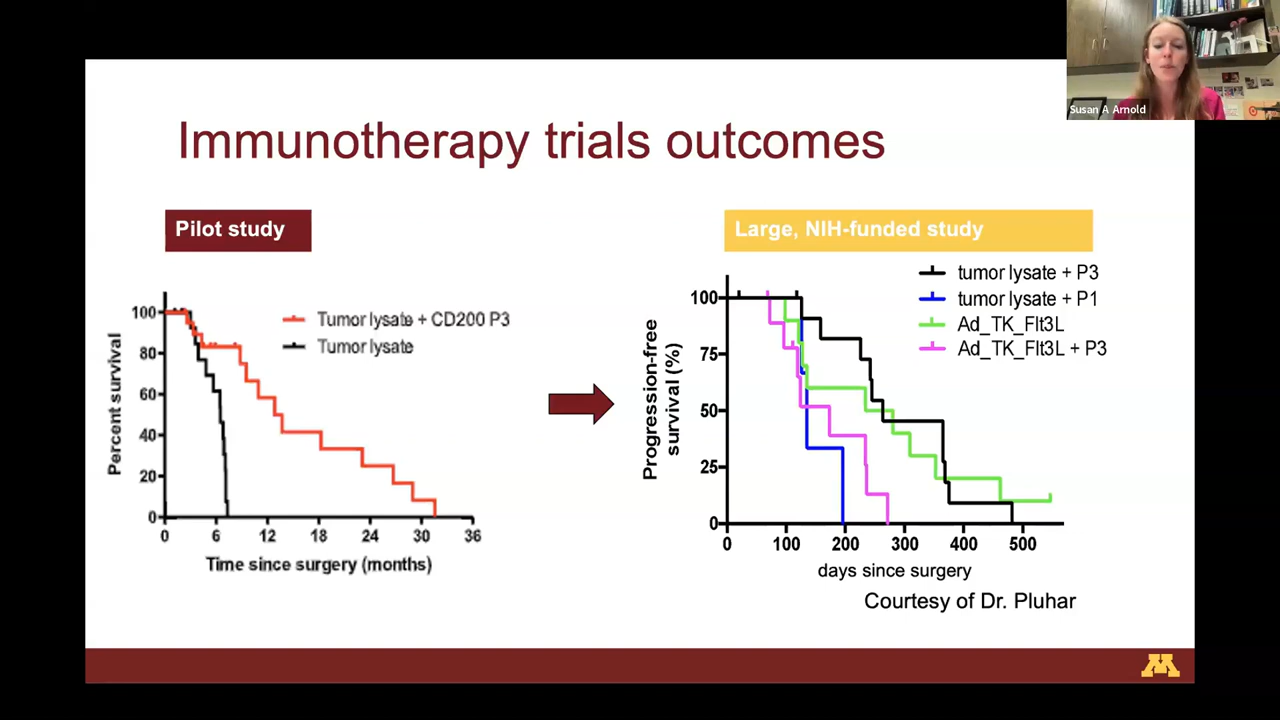 Susan A Arnold
Immunotherapy trials outcomes
Pilot study
Percent survival
100
80
60
40
20
0
0 6 12 18 24 30 36
Time since surgery (months)
Tumor lysate + CD200 P3
Tumor lysate
Large, NIH-funded study
tumor lysate + P3
tumor lysate + P1
Ad_TK_Flt3L
Ad_TK_Flt3L + P3
Progression-free
survival (%)
100
75
50
25
0
0 100 200 300 400 500
days since surgery
Courtesy of Dr. Pluhar
M